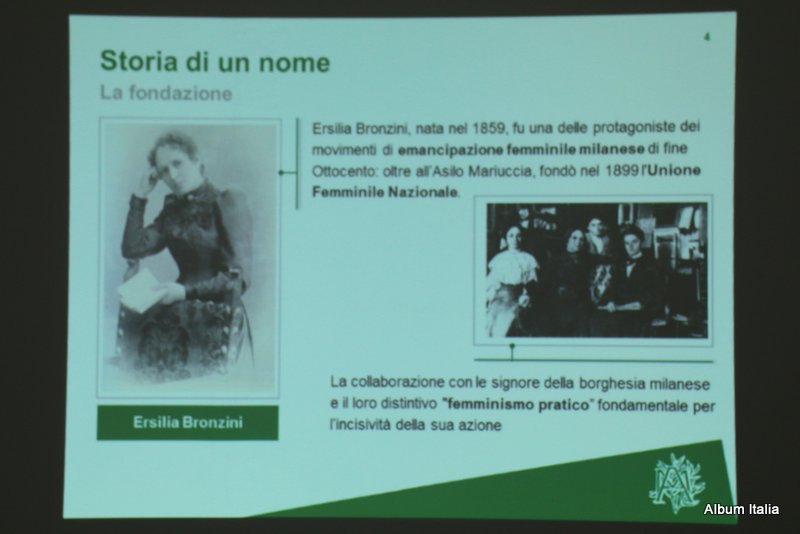 4
Storia di un nome
La fondazione
Ersilia Bronzini, nata nel 1859, fu una delle protagoniste dei
movimenti di emancipazione femminile milanese di fine
Ottocento: oltre all'Asilo Mariuccia, fondò nel 1899 l'Unione
Femminile Nazionale.
La collaborazione con le signore della borghesia milanese
e il loro distintivo "femminismo pratico" fondamentale per
l'incisività della sua azione
Ersilia Bronzini
Album Italia